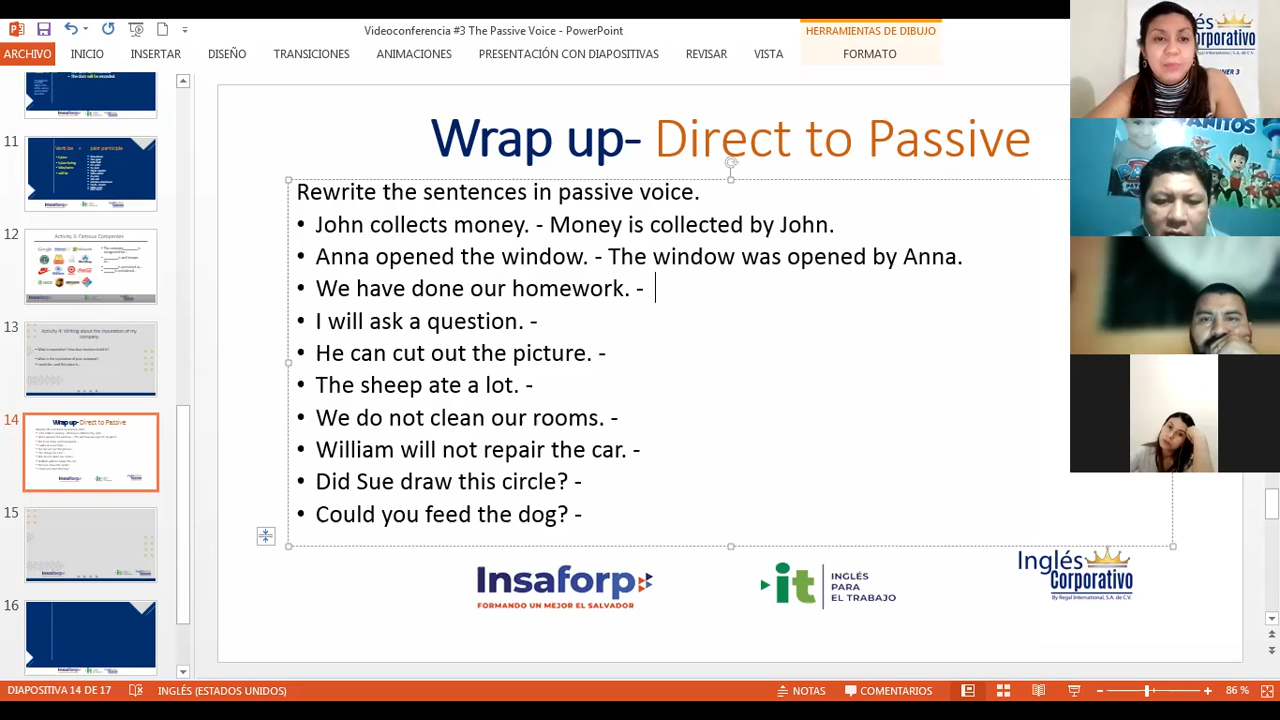 Videoconferencia #3 The Passive Voice - PowerPoint
HERRAMIENTAS DE DIBUJO
ARCHIVO INICIO INSERTAR DISEÑO TRANSICIONES ANIMACIONES PRESENTACIÓN CON DIAPOSITIVAS REVISAR VISTA FORMATO
11
12
13
14
15
16
Wrap up- Direct to Passive
Rewrite the sentences in passive voice.
• John collects money. - Money is collected by John.
• Anna opened the window. - The window was opened by Anna.
• We have done our homework. -
• I will ask a question. -
• He can cut out the picture. -
• The sheep ate a lot. -
• We do not clean our rooms. -
• William will not repair the car. -
• Did Sue draw this circle? -
• Could you feed the dog? -
Insaforp
FORMANDO UN MEJOR EL SALVADOR
it
INGLÉS
PARA
EL TRABAJO
Inglés
Corporativo
By Regal International, S.A. de C.V.
DIAPOSITIVA 14 DE 17 INGLÉS (ESTADOS UNIDOS) NOTAS COMENTARIOS 86 %